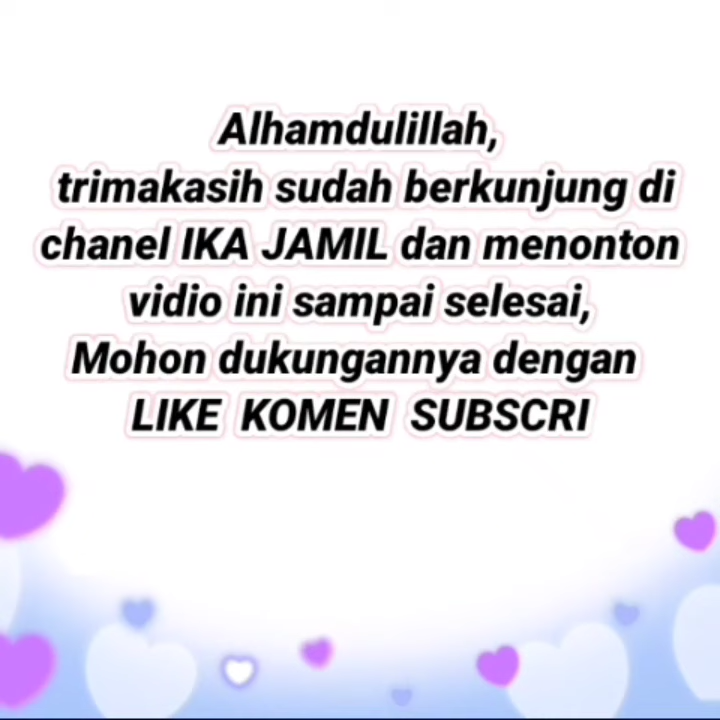 Alhamdulillah,
trimakasih sudah berkunjung di
chanel IKA JAMIL dan menonton
vidio ini sampai selesai,
Mohon dukungannya dengan
LIKE KOMEN SUBSCRI